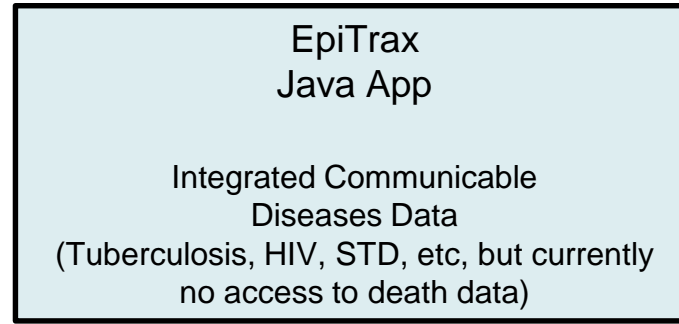 EpiTrax
Java App
Integrated Communicable
Diseases Data
(Tuberculosis, HIV, STD, etc, but currently
no access to death data)